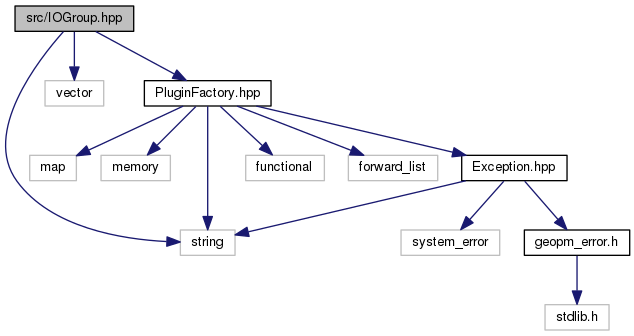 src/IOGroup.hpp
vector
PluginFactory.hpp
map
memory
functional
forward_list
Exception.hpp
string
system_error
geopm_error.h
stdlib.h